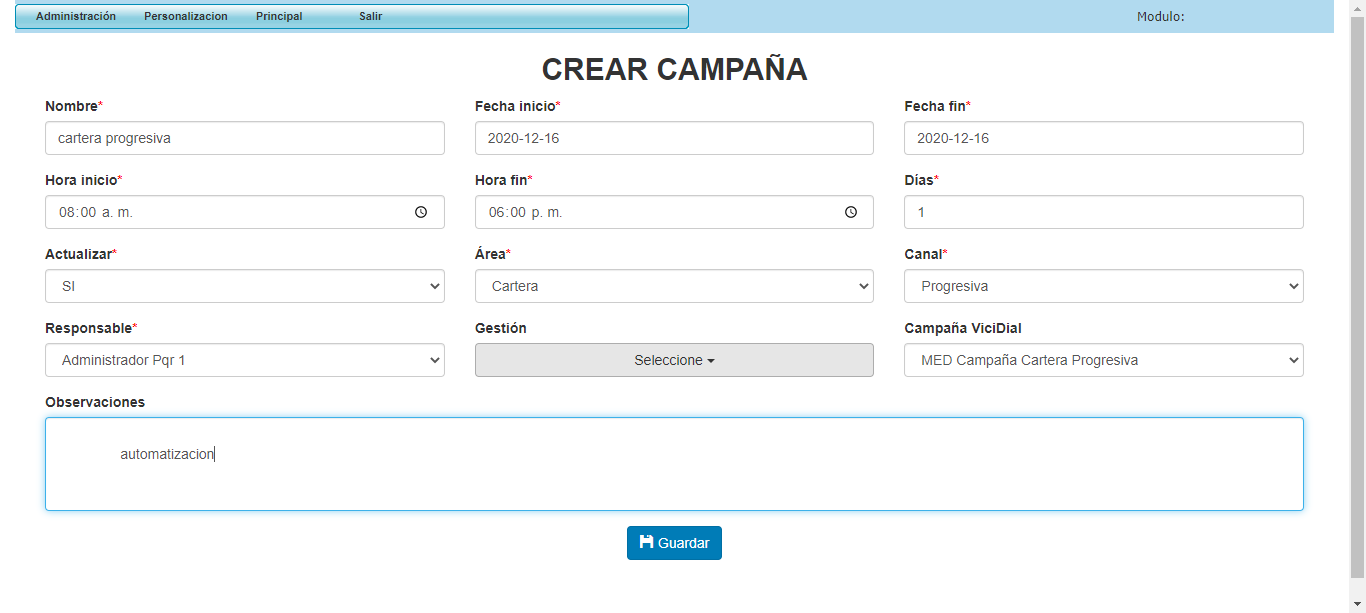 Administración Personalizacion Principal Salir Modulo:
CREAR CAMPAÑA
Nombre* Fecha inicio* Fecha fin*
cartera progresiva 2020-12-16 2020-12-16
Hora inicio* Hora fin* Días*
08:00 a. m. 06:00 p. m. 1
Actualizar* Área* Canal*
SI Cartera Progresiva
Responsable* Gestión Campaña ViciDial
Administrador Pqr 1 Seleccione MED Campaña Cartera Progresiva
Observaciones
automatizacion
Guardar